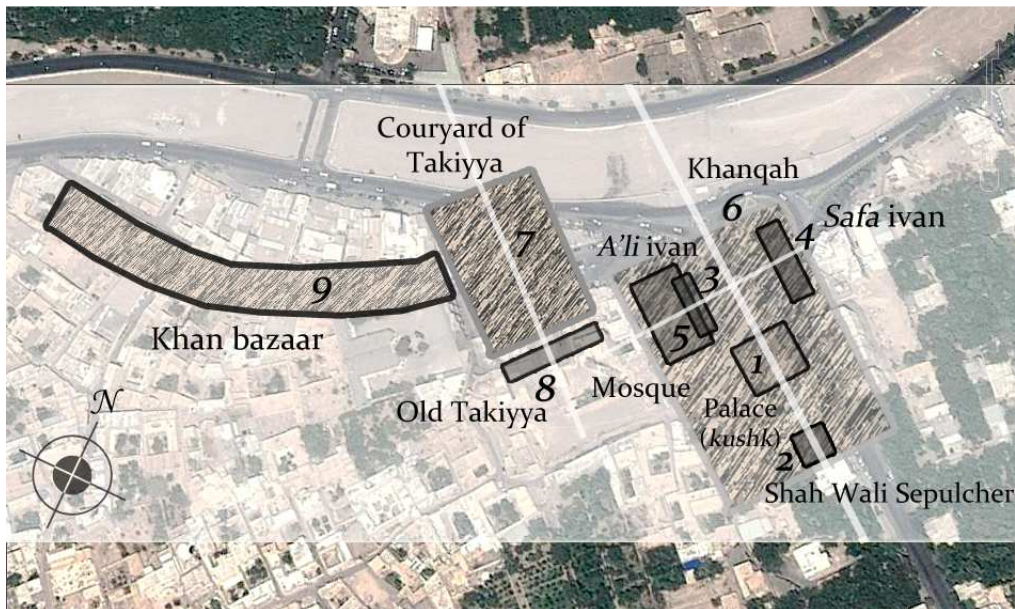 Couryard of
Takiyya
7
Khanqah
6
Safa ivan
4
A'li ivan
3
5
Mosque
1
Palace
(kushk)
2
Shah Wali Sepulcher
9
Khan bazaar
8
Old Takiyya
N